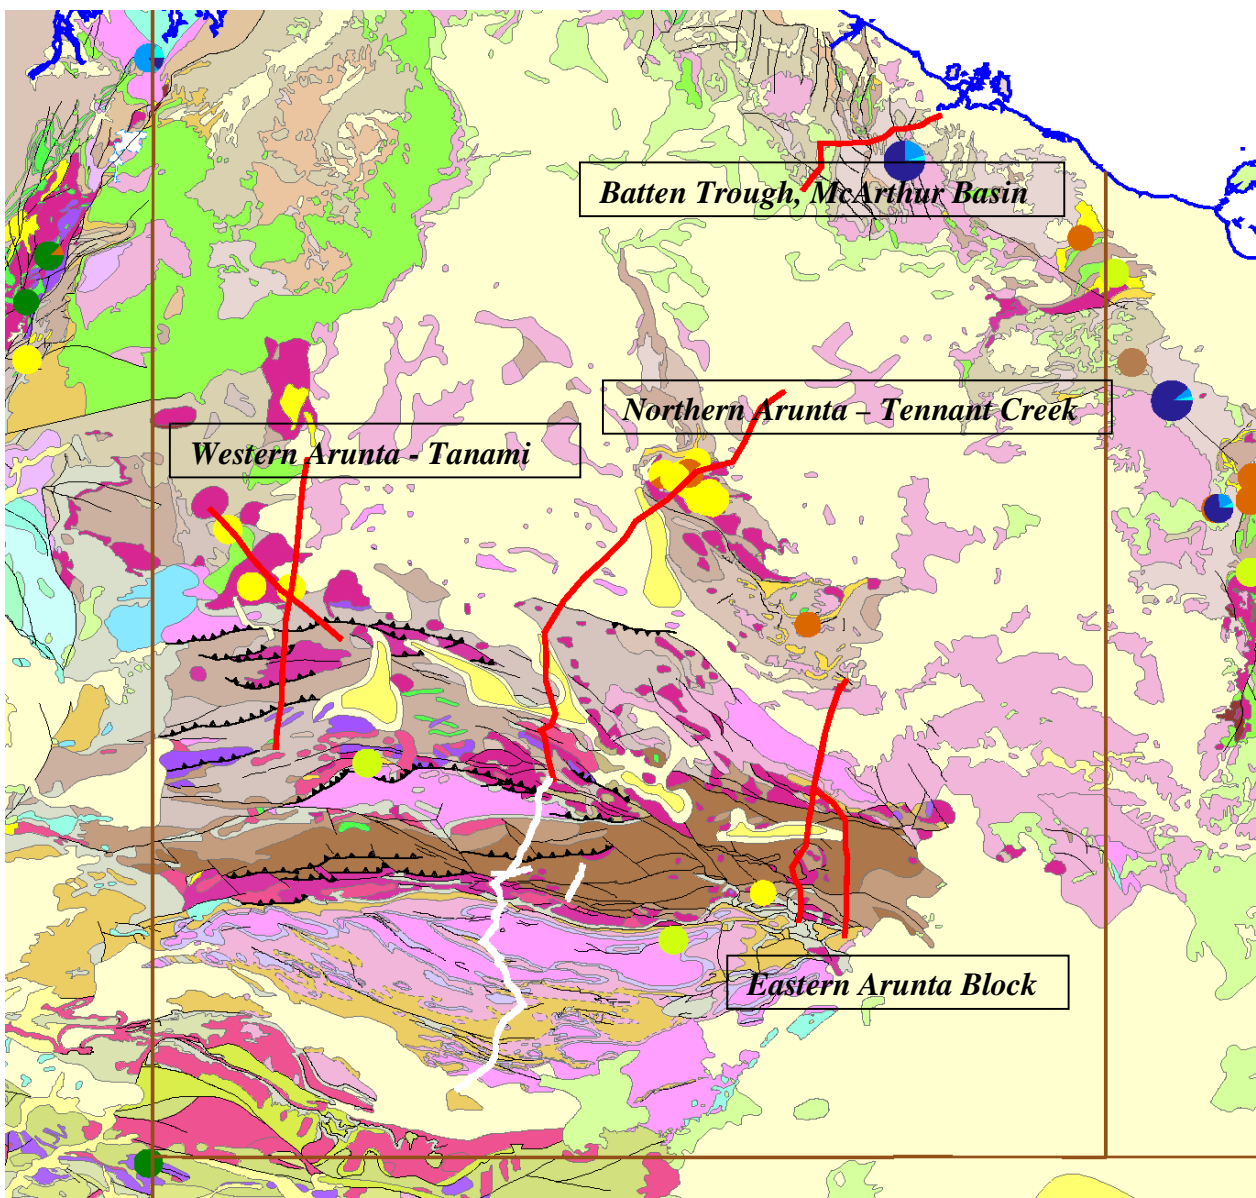 Batten Trough, McArthur Basin
Northern Arunta – Tennant Creek
Western Arunta - Tanami
Eastern Arunta Block